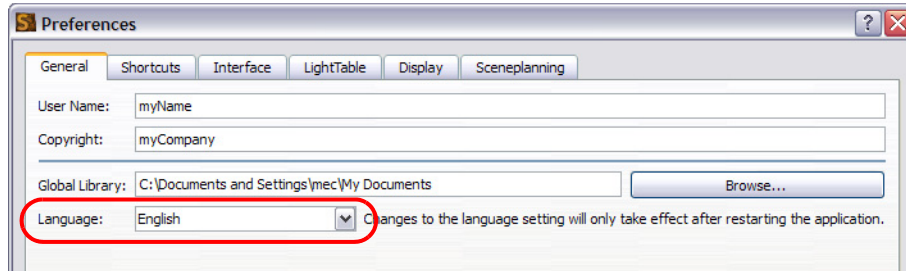 Preferences
General Shortcuts Interface LightTable Display Sceneplanning
User Name: myName
Copyright: myCompany
Global Library: C:\Documents and Settings\mec\My Documents Browse...
Language: English Changes to the language setting will only take effect after restarting the application.